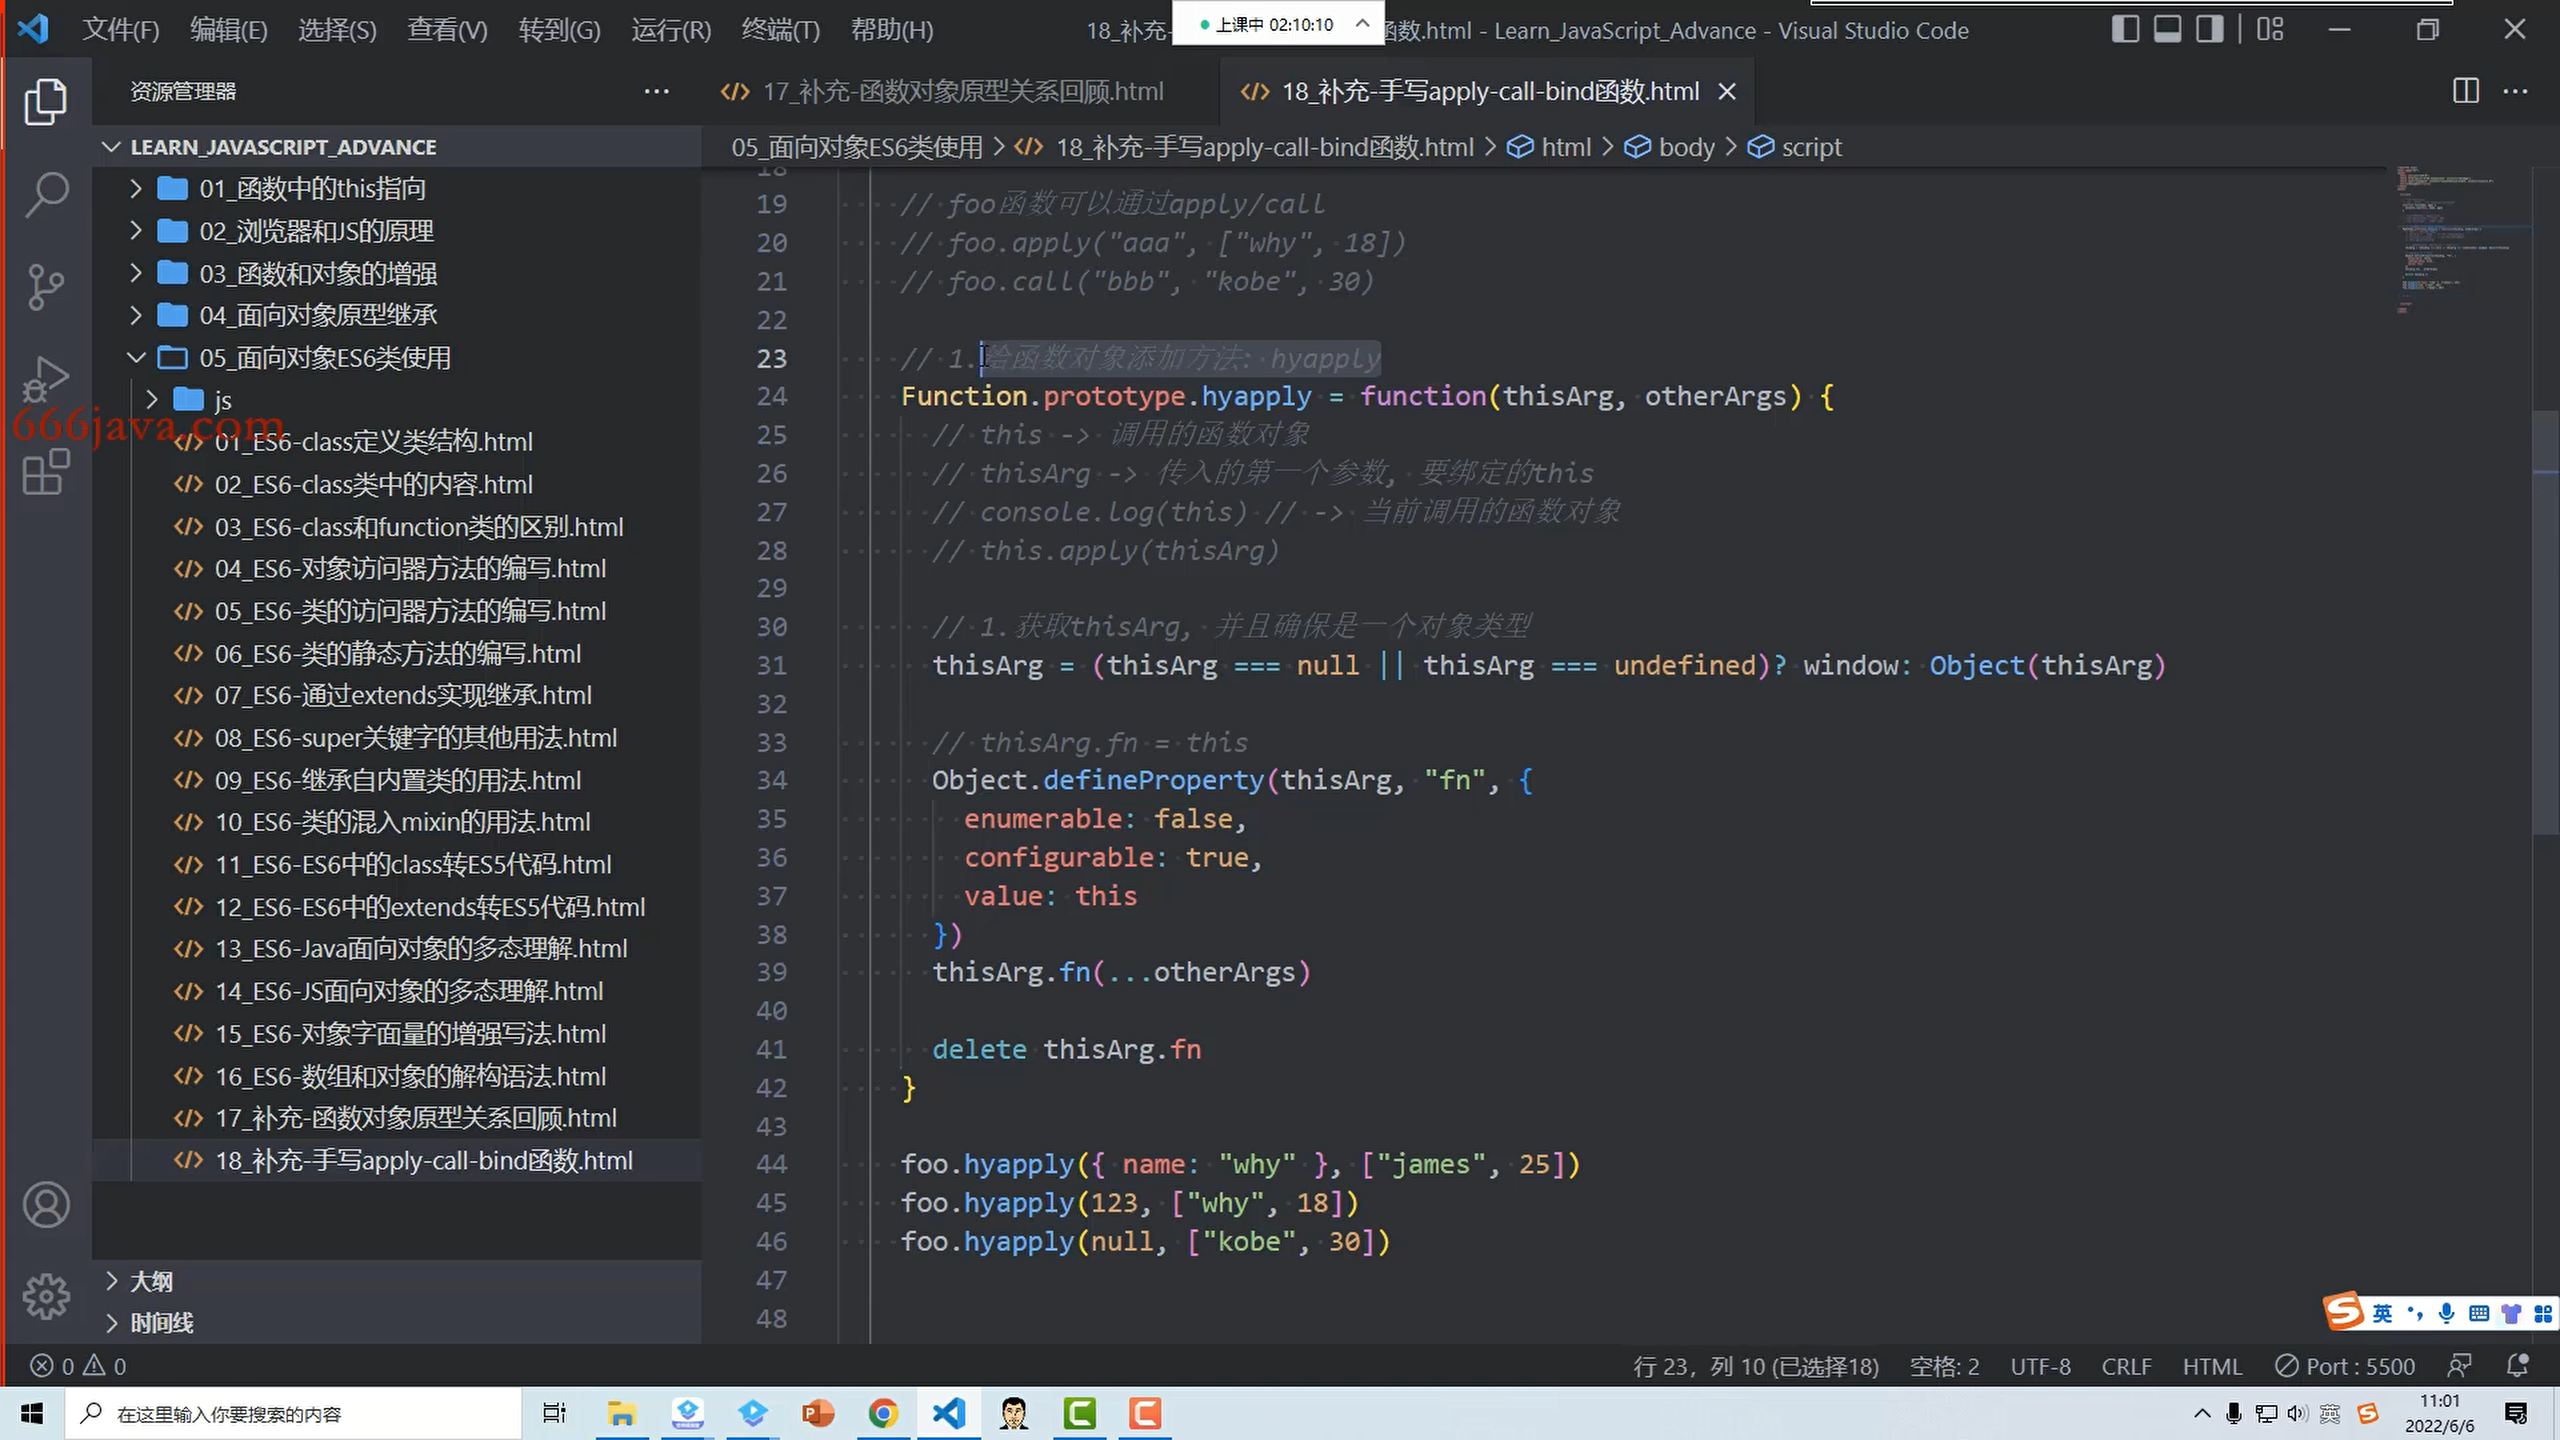 文件(F) 编辑(E) 选择(S) 查看(V) 转到(G) 运行(R) 终端(T) 帮助(H)
18_补充-
上课中 02:10:10
函数.html - Learn_JavaScript_Advance - Visual Studio Code
资源管理器
17_补充-函数对象原型关系回顾.html
18_补充-手写apply-call-bind函数.html
LEARN_JAVASCRIPT_ADVANCE
05_面向对象ES6类使用 > 18_补充-手写apply-call-bind函数.html > html > body > script
01_函数中的this指向
02_浏览器和JS的原理
03_函数和对象的增强
04_面向对象原型继承
05_面向对象ES6类使用
js
666java.com
01_ES6-class定义类结构.html
02_ES6-class类中的内容.html
03_ES6-class和function类的区别.html
04_ES6-对象访问器方法的编写.html
05_ES6-类的访问器方法的编写.html
06_ES6-类的静态方法的编写.html
07_ES6-通过extends实现继承.html
08_ES6-super关键字的其他用法.html
09_ES6-继承自内置类的用法.html
10_ES6-类的混入mixin的用法.html
11_ES6-ES6中的class转ES5代码.html
12_ES6-ES6中的extends转ES5代码.html
13_ES6-Java面向对象的多态理解.html
14_ES6-JS面向对象的多态理解.html
15_ES6-对象字面量的增强写法.html
16_ES6-数组和对象的解构语法.html
17_补充-函数对象原型关系回顾.html
18_补充-手写apply-call-bind函数.html
大纲
时间线
18
19 // foo函数可以通过apply/call
20 // foo.apply("aaa", ["why", 18])
21 // foo.call("bbb", "kobe", 30)
22
23 // 1.给函数对象添加方法: hyapply
24 Function.prototype.hyapply = function(thisArg, otherArgs) {
25 // this -> 调用的函数对象
26 // thisArg -> 传入的第一个参数, 要绑定的this
27 // console.log(this) // -> 当前调用的函数对象
28 // this.apply(thisArg)
29
30 // 1.获取thisArg, 并且确保是一个对象类型
31 thisArg = (thisArg === null || thisArg === undefined)? window: Object(thisArg)
32
33 // thisArg.fn = this
34 Object.defineProperty(thisArg, "fn", {
35 enumerable: false,
36 configurable: true,
37 value: this
38 })
39 thisArg.fn(...otherArgs)
40
41 delete thisArg.fn
42 }
43
44 foo.hyapply({ name: "why" }, ["james", 25])
45 foo.hyapply(123, ["why", 18])
46 foo.hyapply(null, ["kobe", 30])
47
48
英
0 0
行 23, 列 10 (已选择18) 空格: 2 UTF-8 CRLF HTML Port : 5500
在这里输入你要搜索的内容
英
11:01
2022/6/6